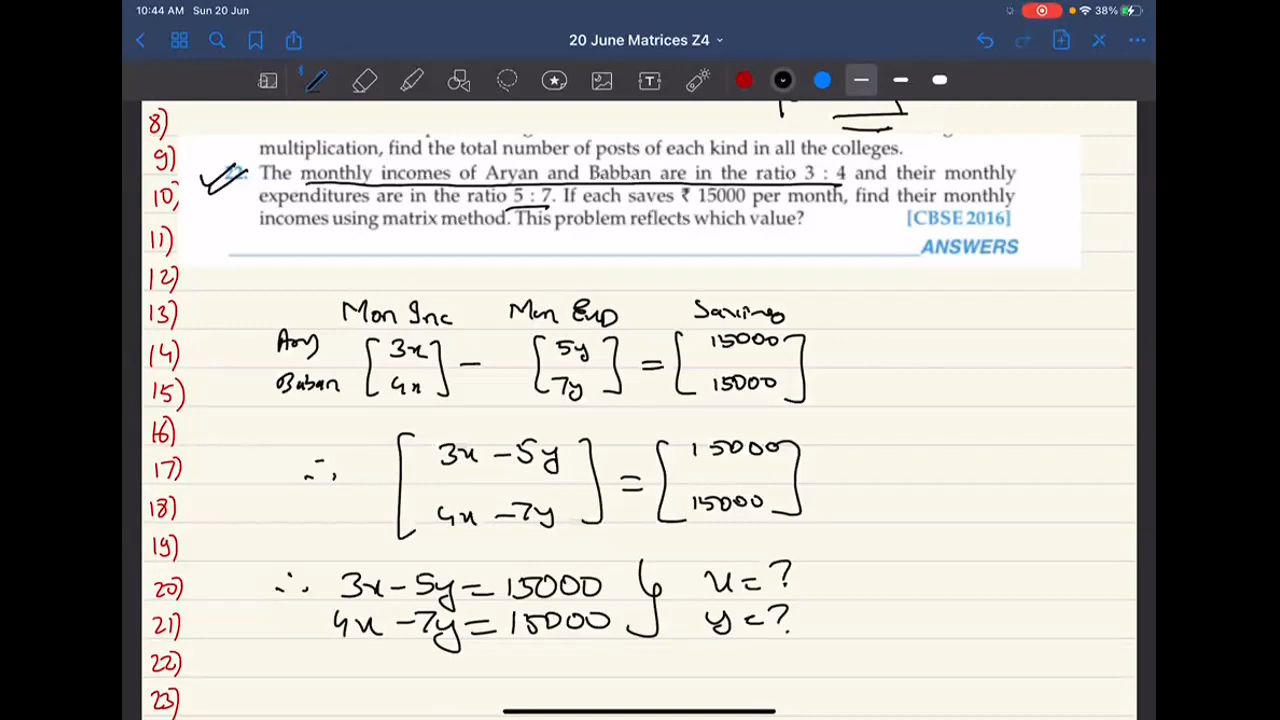 10:44 AM Sun 20 Jun
38%
20 June Matrices Z4
8)
9)
10)
11)
12)
13)
14)
15)
16)
17)
18)
19)
20)
21)
22)
23)
multiplication, find the total number of posts of each kind in all the colleges.
22. The monthly incomes of Aryan and Babban are in the ratio 3 : 4 and their monthly
expenditures are in the ratio 5 : 7. If each saves ₹ 15000 per month, find their monthly
incomes using matrix method. This problem reflects which value? [CBSE 2016]
ANSWERS
Mon Inc Mon Exp Saving
Ary [3x] − [5y] = [15000]
Baban [4x] [7y] [15000]
∴ [3x − 5y] = [15000]
[4x − 7y] [15000]
∴ 3x − 5y = 15000 } x = ?
4x − 7y = 15000 y = ?